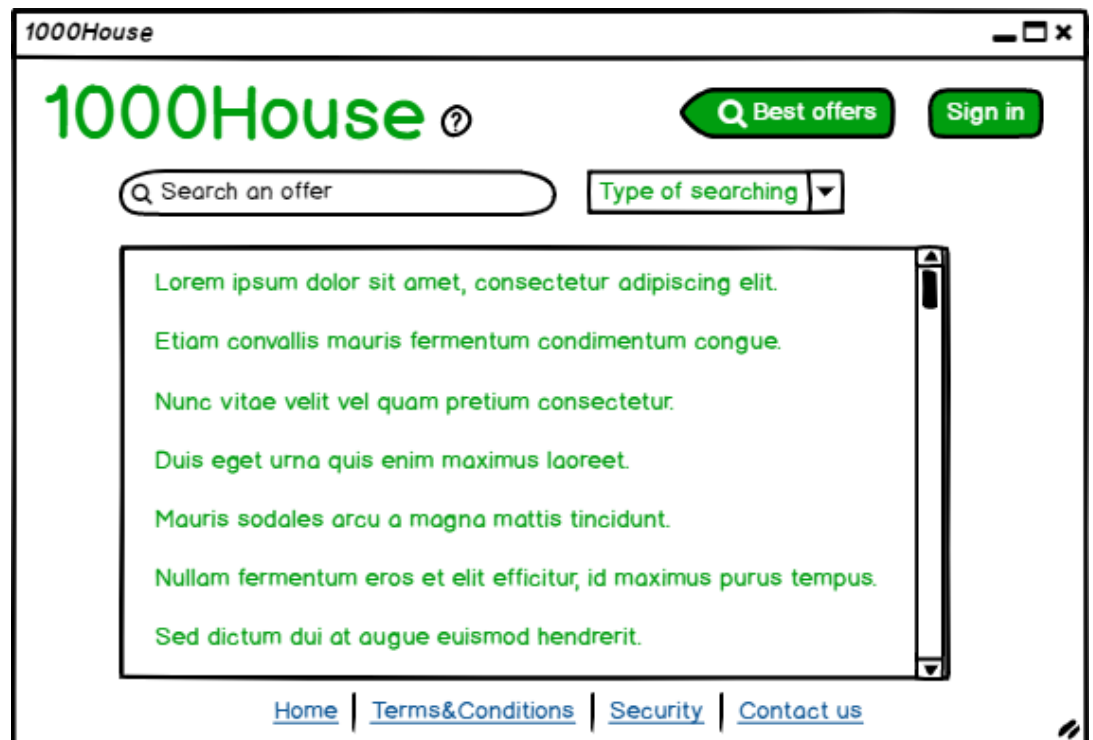 1000House
1000House ?
Best offers
Sign in
Search an offer
Type of searching
Lorem ipsum dolor sit amet, consectetur adipiscing elit.
Etiam convallis mauris fermentum condimentum congue.
Nunc vitae velit vel quam pretium consectetur.
Duis eget urna quis enim maximus laoreet.
Mauris sodales arcu a magna mattis tincidunt.
Nullam fermentum eros et elit efficitur, id maximus purus tempus.
Sed dictum dui at augue euismod hendrerit.
Home | Terms&Conditions | Security | Contact us